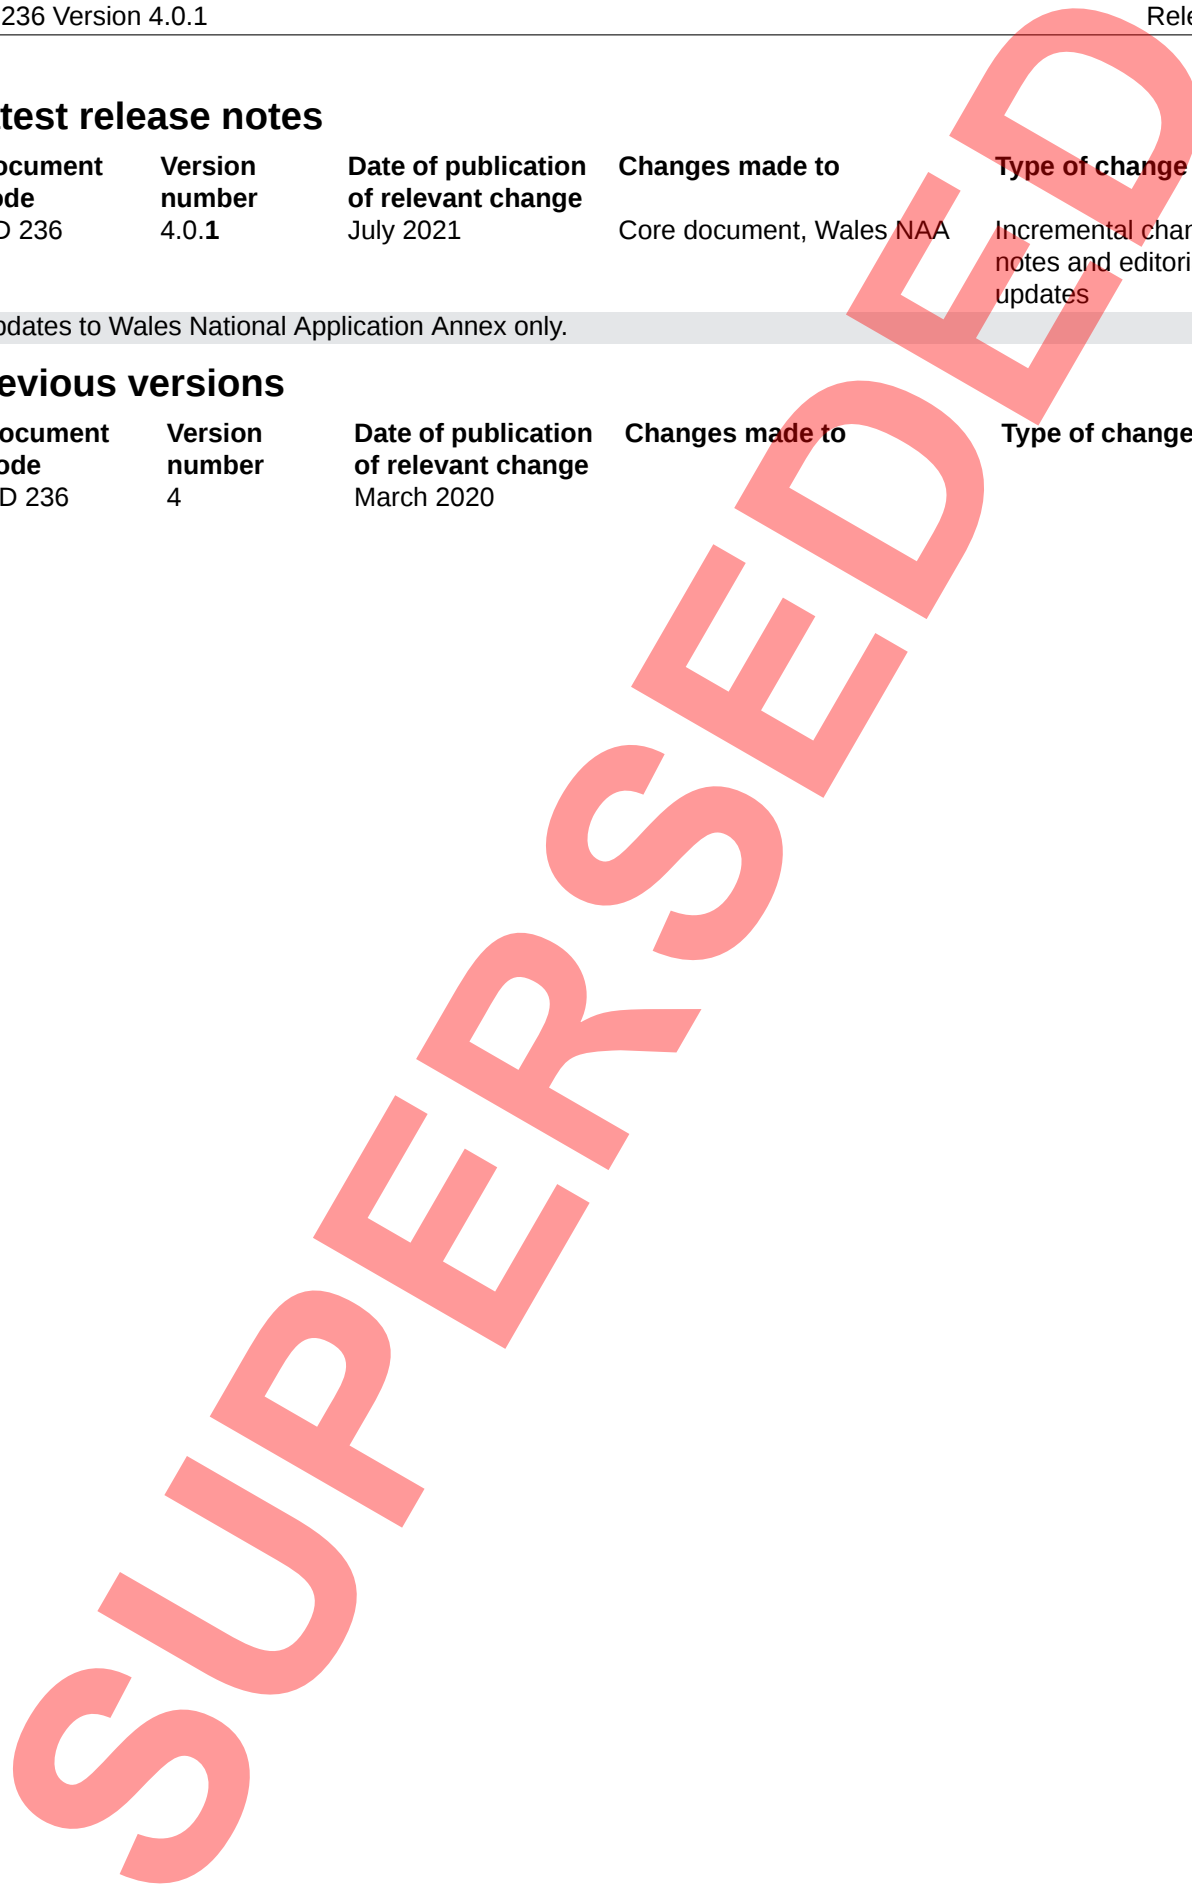 236 Version 4.0.1 Rele
test release notes
ocument Version Date of publication Changes made to Type of change
ode number of relevant change
D 236 4.0.1 July 2021 Core document, Wales NAA Incremental chan
notes and editori
updates
pdates to Wales National Application Annex only.
evious versions
ocument Version Date of publication Changes made to Type of change
ode number of relevant change
D 236 4 March 2020
SUPERSEDED